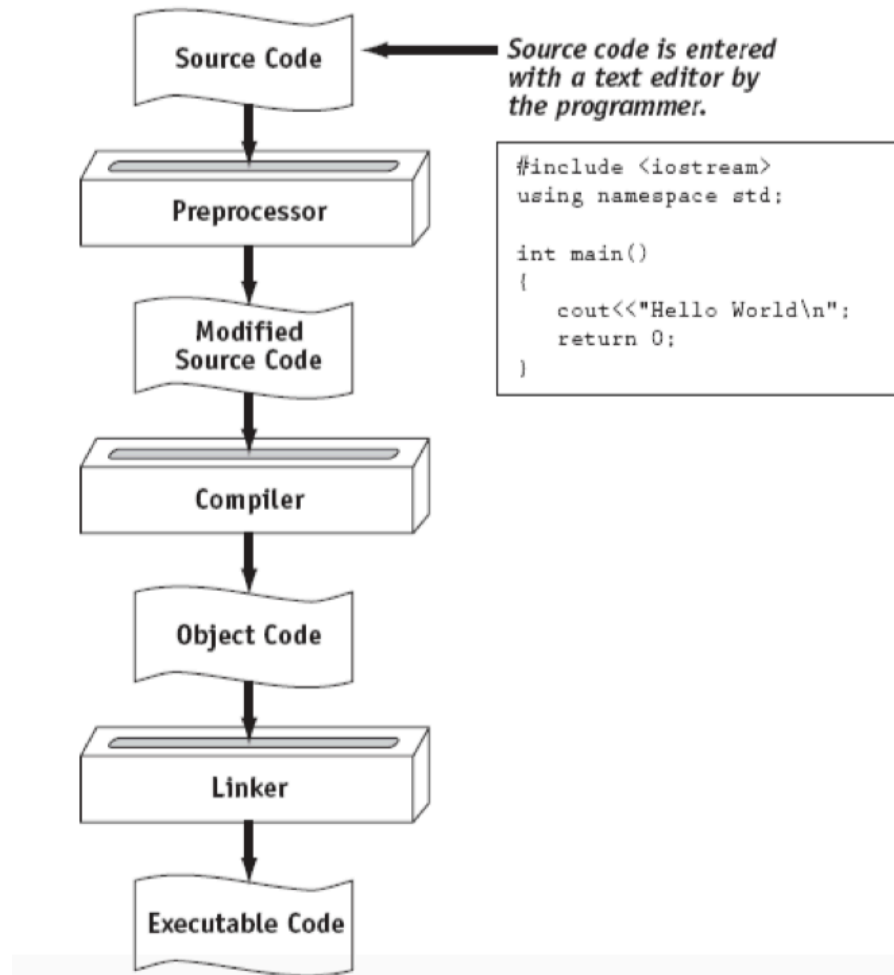 Source Code
Source code is entered
with a text editor by
the programmer.
#include <iostream>
using namespace std;
int main()
{
cout<<"Hello World\n";
return 0;
}
Preprocessor
Modified
Source Code
Compiler
Object Code
Linker
Executable Code